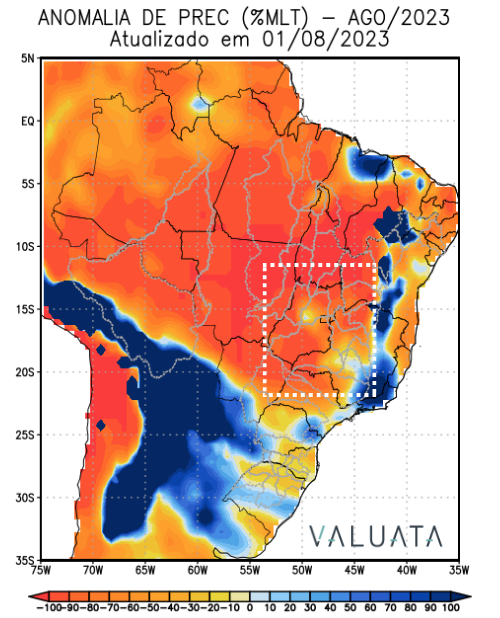 ANOMALIA DE PREC (%MLT) – AGO/2023
Atualizado em 01/08/2023
5N
EQ
5S
10S
15S
20S
25S
30S
35S
VALUATA
75W 70W 65W 60W 55W 50W 45W 40W 35W
-100 -90 -80 -70 -60 -50 -40 -30 -20 -10 0 10 20 30 40 50 60 70 80 90 100